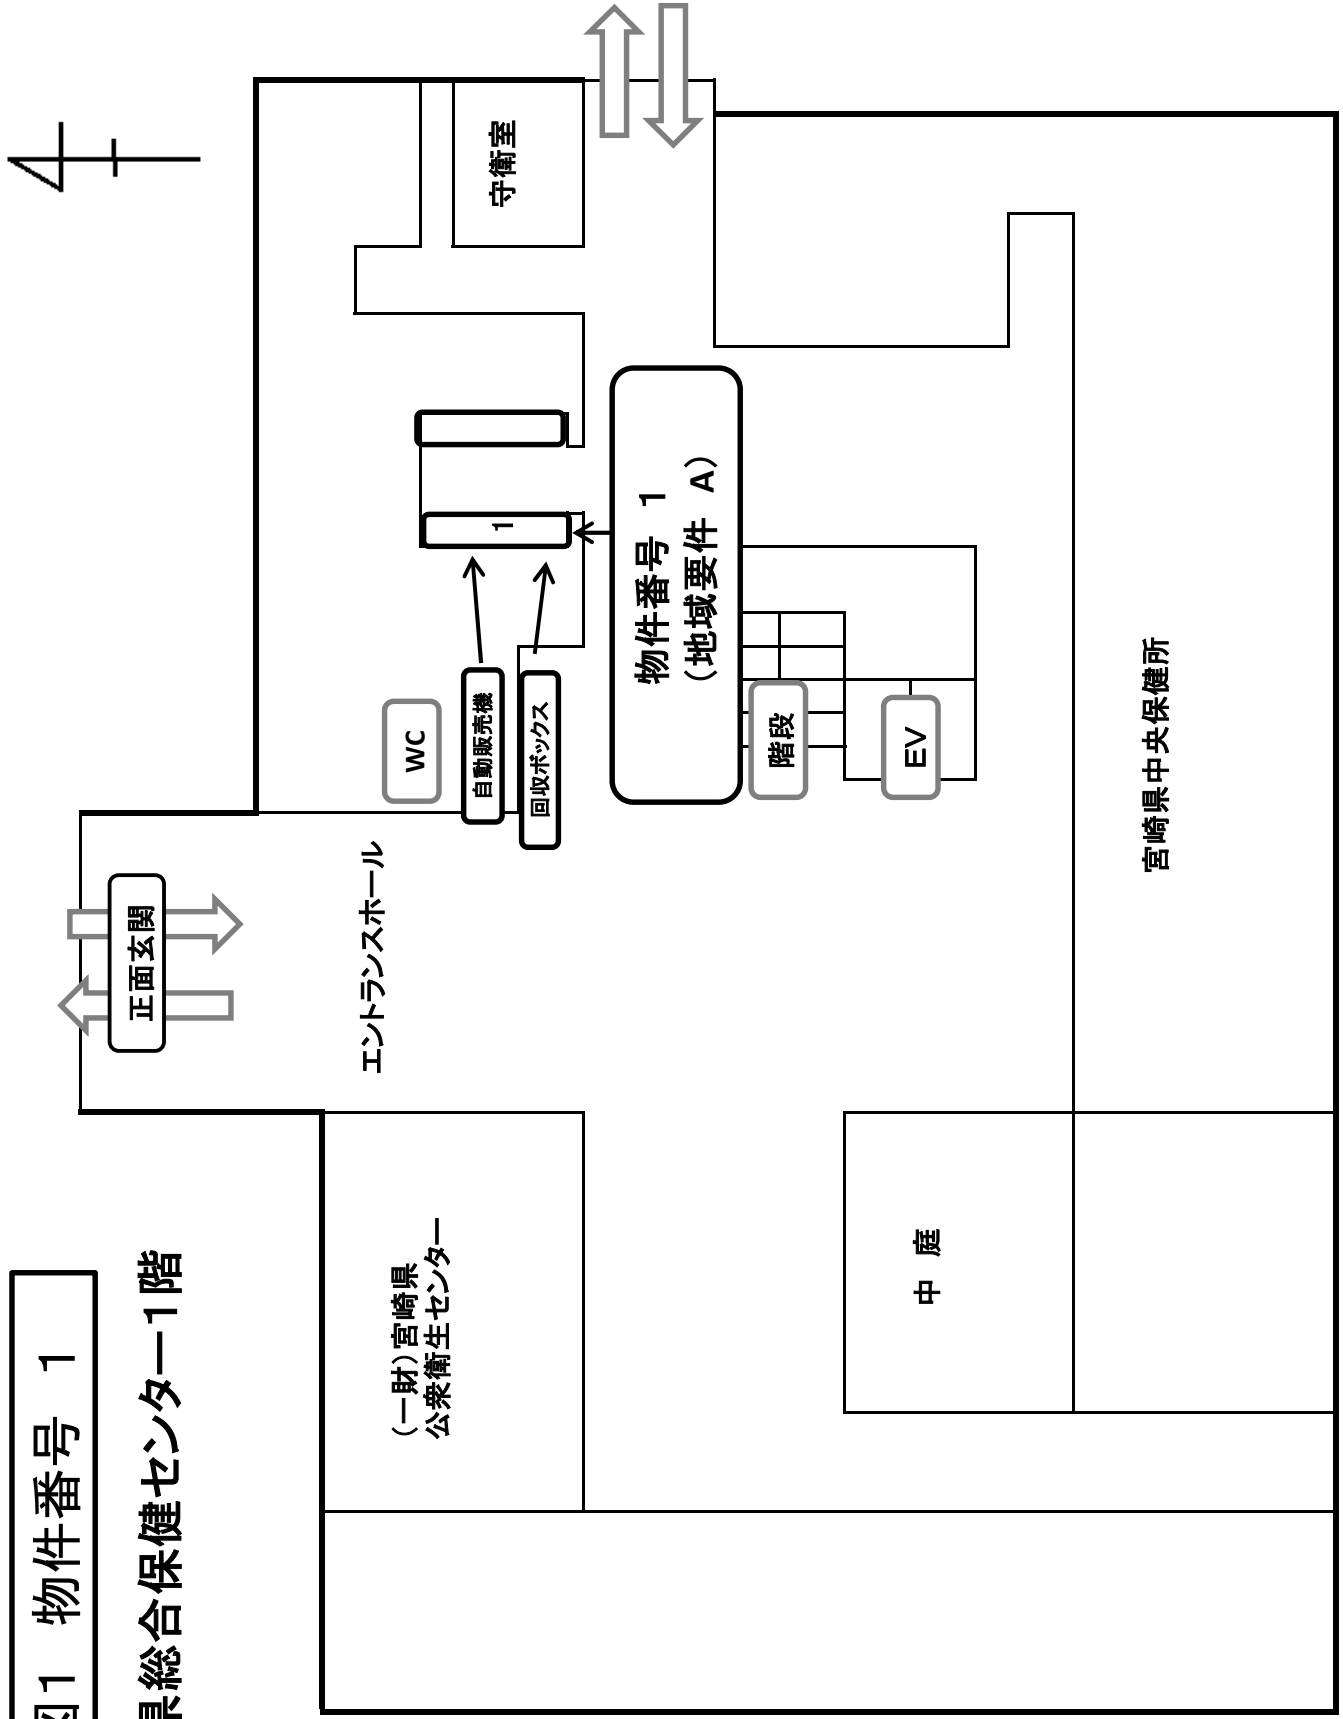 図1　物件番号　1
県総合保健センター1階
正面玄関
エントランスホール
（一財）宮崎県
公衆衛生センター
WC
自動販売機
回収ボックス
1
守衛室
物件番号　1
（地域要件　A）
階段
EV
中　庭
宮崎県中央保健所